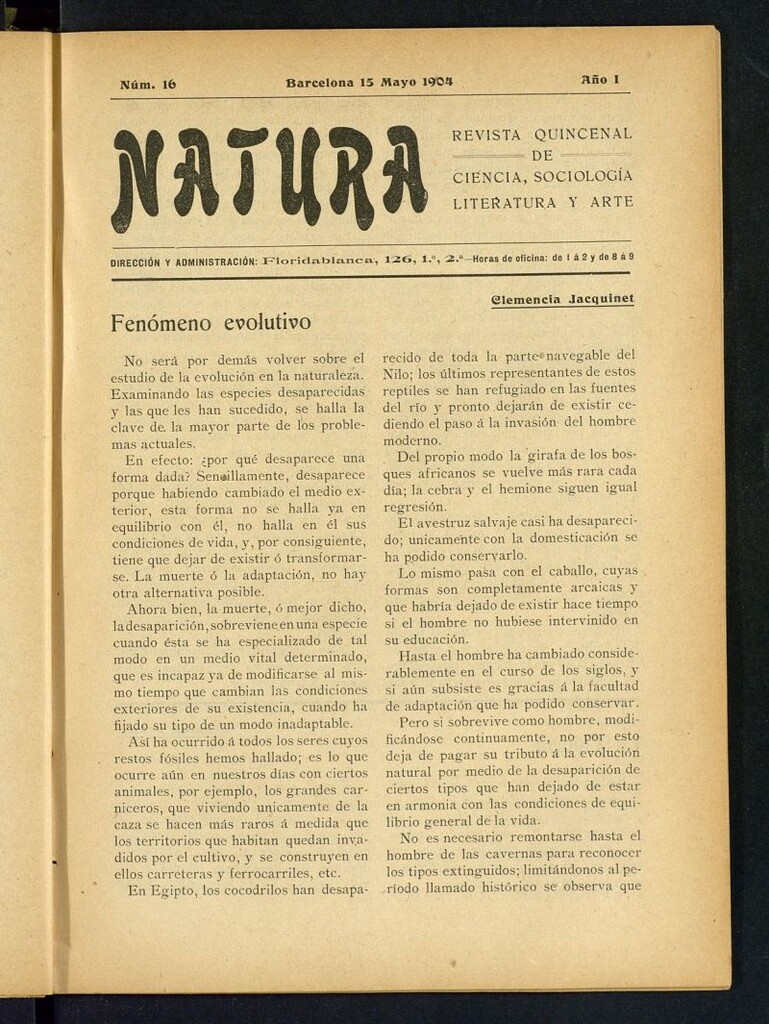 Núm. 16
Barcelona 15 Mayo 1904
Año I
NATURA
REVISTA QUINCENAL
DE
CIENCIA, SOCIOLOGÍA
LITERATURA Y ARTE
DIRECCIÓN Y ADMINISTRACIÓN: Floridablanca, 126, 1.º, 2.ª—Horas de oficina: de 1 á 2 y de 8 á 9
Clemencia Jacquinet
Fenómeno evolutivo
No será por demás volver sobre el
estudio de la evolución en la naturaleza.
Examinando las especies desaparecidas
y las que les han sucedido, se halla la
clave de la mayor parte de los proble-
mas actuales.
En efecto: ¿por qué desaparece una
forma dada? Sencillamente, desaparece
porque habiendo cambiado el medio ex-
terior, esta forma no se halla ya en
equilibrio con él, no halla en él sus
condiciones de vida, y, por consiguiente,
tiene que dejar de existir ó transformar-
se. La muerte ó la adaptación, no hay
otra alternativa posible.
Ahora bien, la muerte, ó mejor dicho,
la desaparición, sobreviene en una especie
cuando ésta se ha especializado de tal
modo en un medio vital determinado,
que es incapaz ya de modificarse al mis-
mo tiempo que cambian las condiciones
exteriores de su existencia, cuando ha
fijado su tipo de un modo inadaptable.
Así ha ocurrido á todos los seres cuyos
restos fósiles hemos hallado; es lo que
ocurre aún en nuestros días con ciertos
animales, por ejemplo, los grandes car-
niceros, que viviendo unicamente de la
caza se hacen más raros á medida que
los territorios que habitan quedan inva-
didos por el cultivo, y se construyen en
ellos carreteras y ferrocarriles, etc.
En Egipto, los cocodrilos han desapa-
recido de toda la parte navegable del
Nilo; los últimos representantes de estos
reptiles se han refugiado en las fuentes
del río y pronto dejarán de existir ce-
diendo el paso á la invasión del hombre
moderno.
Del propio modo la girafa de los bos-
ques africanos se vuelve más rara cada
día; la cebra y el hemione siguen igual
regresión.
El avestruz salvaje casi ha desapareci-
do; unicamente con la domesticación se
ha podido conservarlo.
Lo mismo pasa con el caballo, cuyas
formas son completamente arcaicas y
que habría dejado de existir hace tiempo
si el hombre no hubiese intervinido en
su educación.
Hasta el hombre ha cambiado conside-
rablemente en el curso de los siglos, y
si aún subsiste es gracias á la facultad
de adaptación que ha podido conservar.
Pero si sobrevive como hombre, modi-
ficándose continuamente, no por esto
deja de pagar su tributo á la evolución
natural por medio de la desaparición de
ciertos tipos que han dejado de estar
en armonia con las condiciones de equi-
librio general de la vida.
No es necesario remontarse hasta el
hombre de las cavernas para reconocer
los tipos extinguidos; limitándonos al pe-
ríodo llamado histórico se observa que